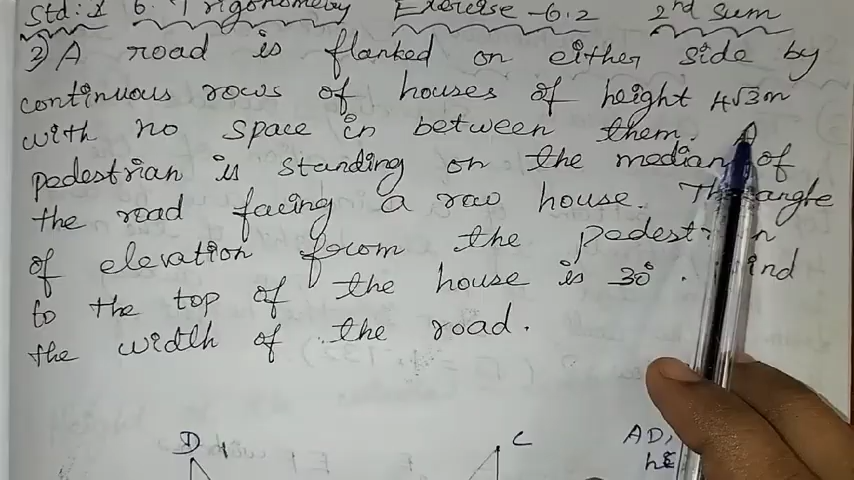 Std: X 6. Trigonometry Exercise - 6.2 2nd Sum
2) A road is flanked on either side by
continuous rows of houses of height 4√3m
with no space in between them. A
pedestrian is standing on the median of
the road facing a row house. The angle
of elevation from the pedestrian
to the top of the house is 30°. Find
the width of the road.
D C AD,